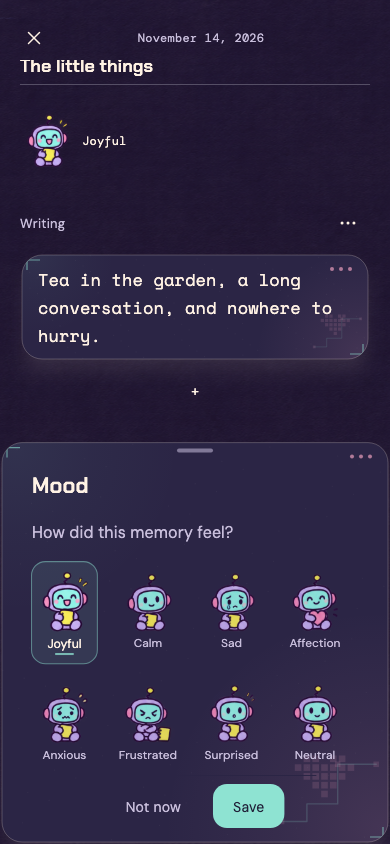 November 14, 2026
The little things
Joyful
Writing
Tea in the garden, a long
conversation, and nowhere to
hurry.
+
Mood
How did this memory feel?
Joyful Calm Sad Affection
Anxious Frustrated Surprised Neutral
Not now Save